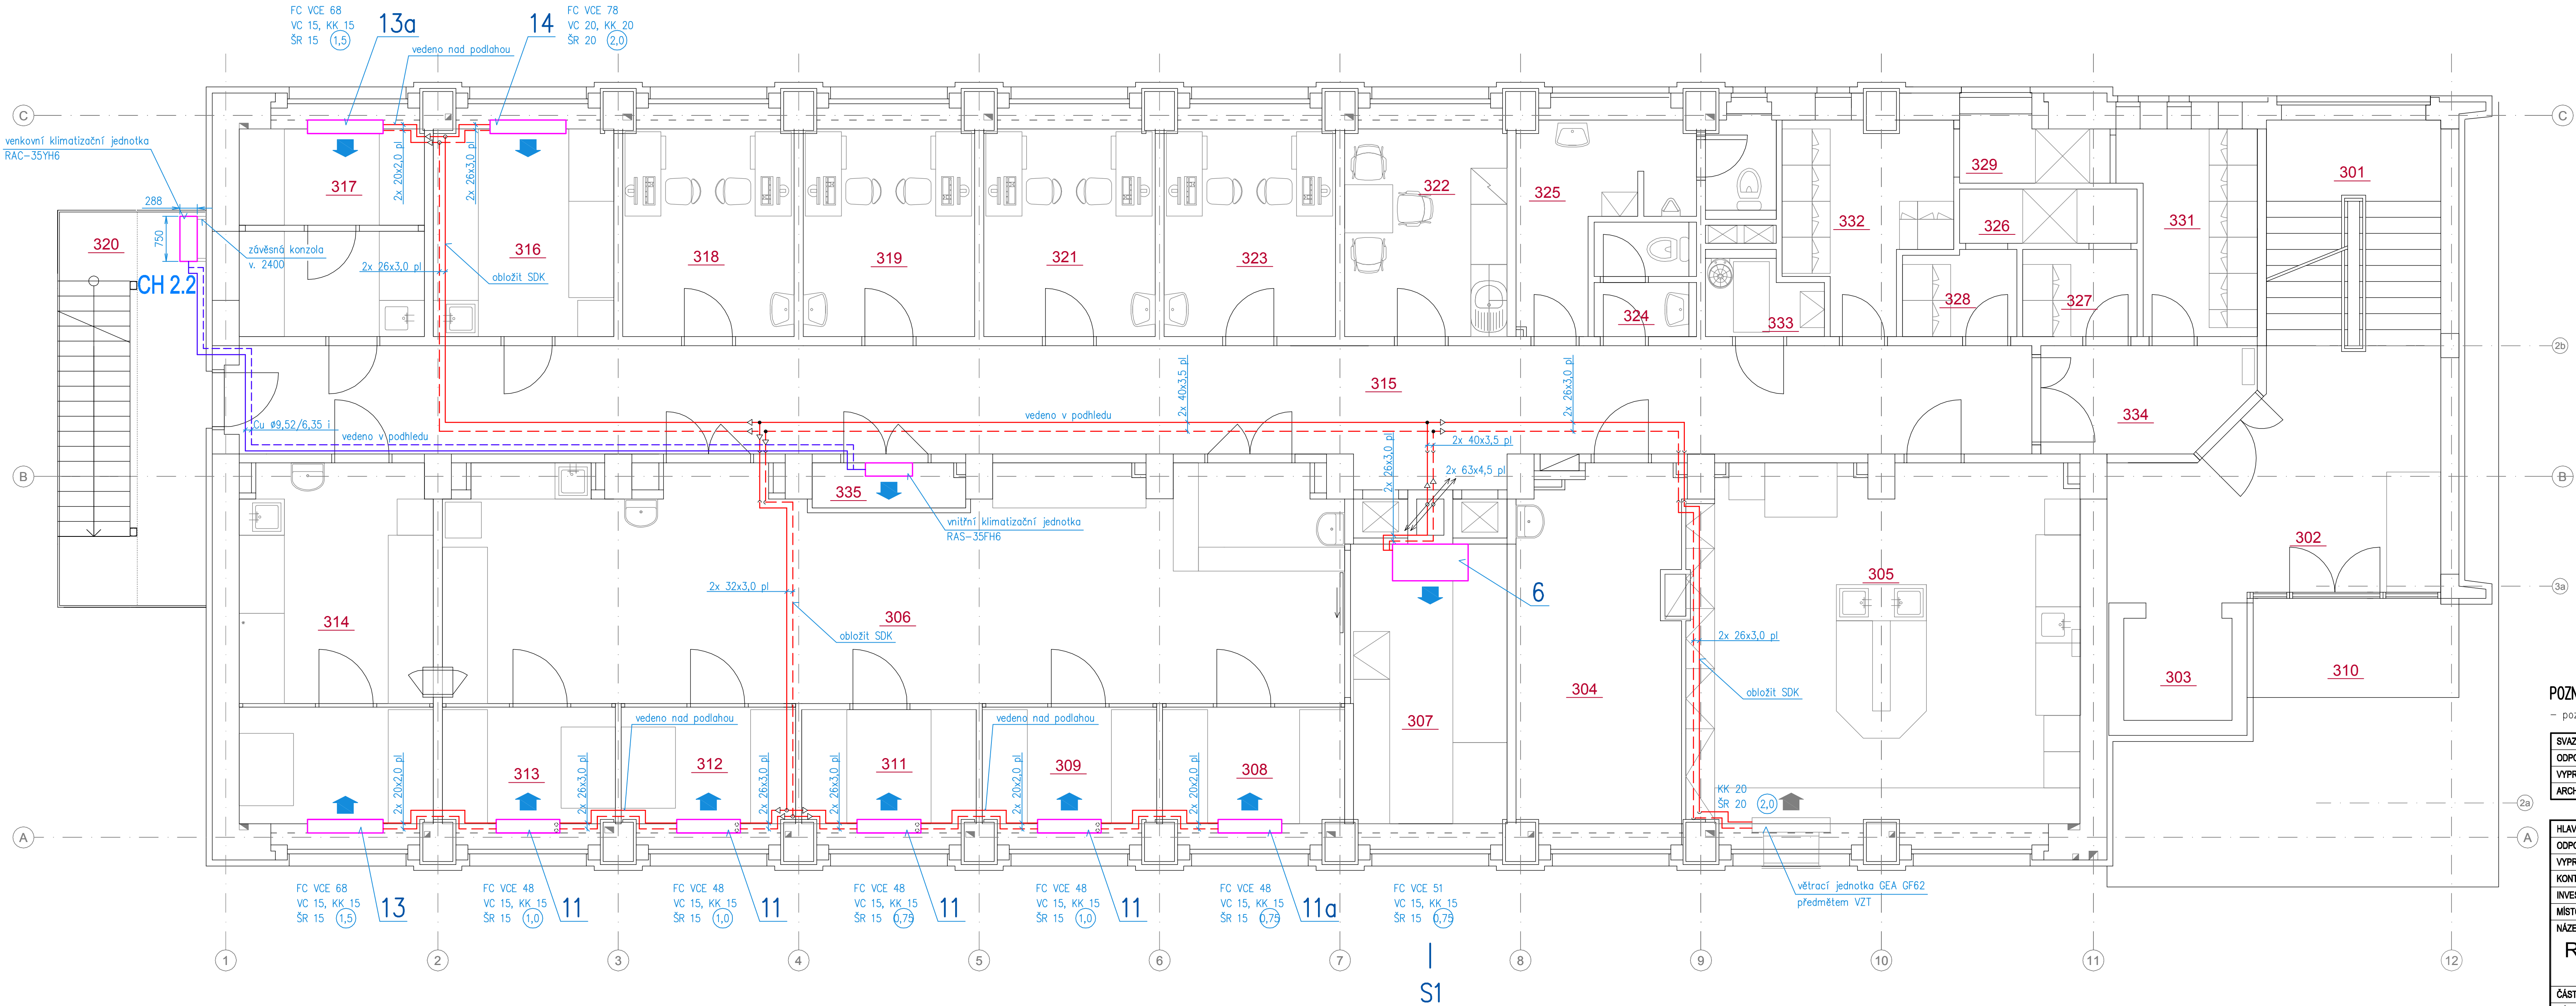 FC VCE 68
VC 15, KK 15
ŠR 15 1,5
13a
14
FC VCE 78
VC 20, KK 20
ŠR 20 2,0
vedeno nad podlahou
C
C
venkovní klimatizační jednotka
RAC-35YH6
2x 20x2,0 pl
2x 26x3,0 pl
317
316
318
319
321
323
322
325
332
329
326
331
301
288
750
320
závěsná konzola
v. 2400
CH 2.2
2x 26x3,0 pl
obložit SDK
324
333
328
327
2b
315
334
2x 40x3,5 pl
2x 26x3,0 pl
vedeno v podhledu
Cu ø9,52/6,35 i
vedeno v podhledu
2x 40x3,5 pl
2x 26x3,0 pl
2x 63x4,5 pl
B
B
335
vnitřní klimatizační jednotka
RAS-35FH6
302
305
3a
2x 32x3,0 pl
6
314
306
obložit SDK
2x 26x3,0 pl
304
obložit SDK
303
310
307
POZN
- poz
vedeno nad podlahou
vedeno nad podlahou
313
312
311
309
308
2x 20x2,0 pl
2x 26x3,0 pl
2x 26x3,0 pl
2x 26x3,0 pl
2x 20x2,0 pl
2x 20x2,0 pl
KK 20
ŠR 20 2,0
SVAZ
ODPO
VYPR
ARCH
2a
A
A
HLAV
ODPO
VYPR
KONT
INVES
MÍSTO
NÁZE
R
ČÁST
FC VCE 68
VC 15, KK 15
ŠR 15 1,5
13
FC VCE 48
VC 15, KK 15
ŠR 15 1,0
11
FC VCE 48
VC 15, KK 15
ŠR 15 1,0
11
FC VCE 48
VC 15, KK 15
ŠR 15 0,75
11
FC VCE 48
VC 15, KK 15
ŠR 15 1,0
11
FC VCE 48
VC 15, KK 15
ŠR 15 0,75
11a
FC VCE 51
VC 15, KK 15
ŠR 15 0,75
větrací jednotka GEA GF62
předmětem VZT
1
2
3
4
5
6
7
8
9
10
11
12
S1